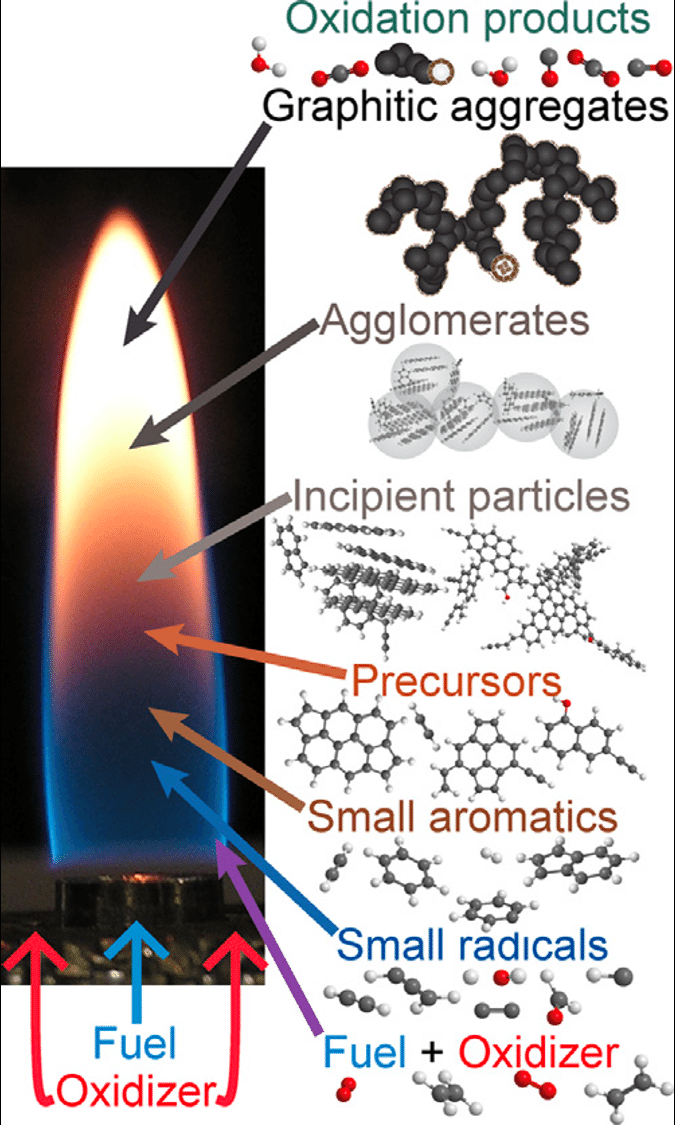 Oxidation products
Graphitic aggregates
Agglomerates
Incipient particles
Precursors
Small aromatics
Small radicals
Fuel + Oxidizer
Fuel
Oxidizer